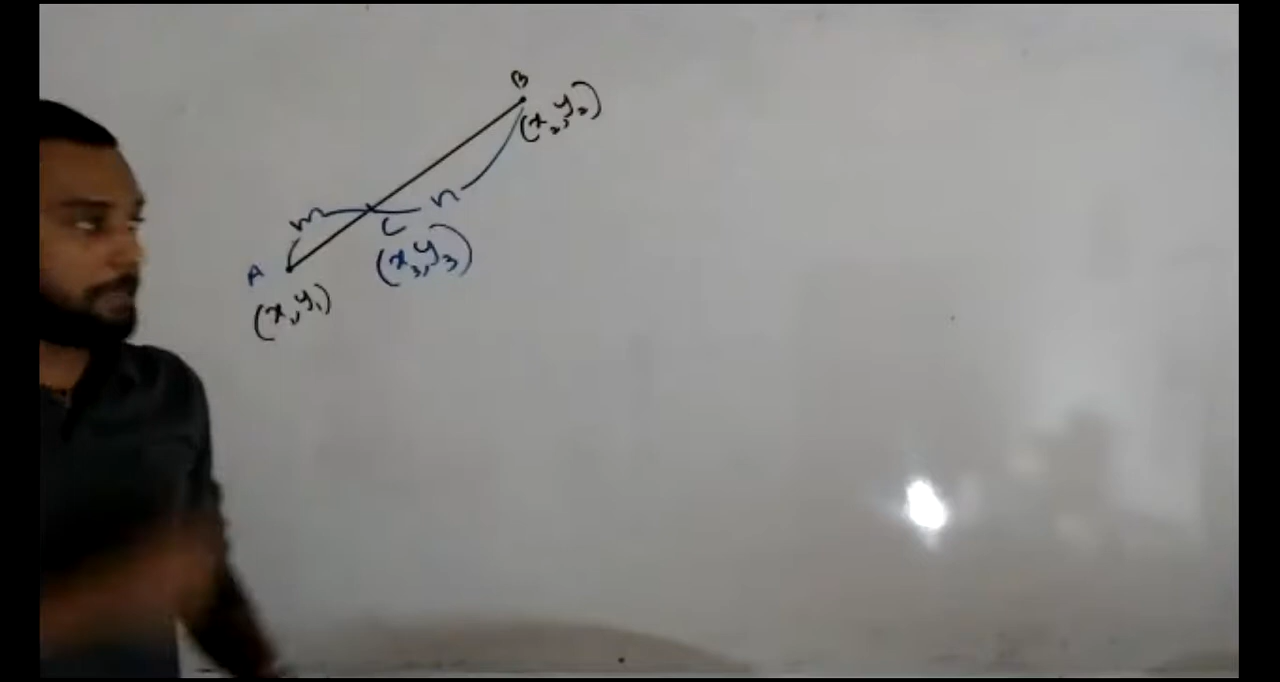 B
(x₂, y₂)
m n
C
A (x₃, y₃)
(x₁, y₁)